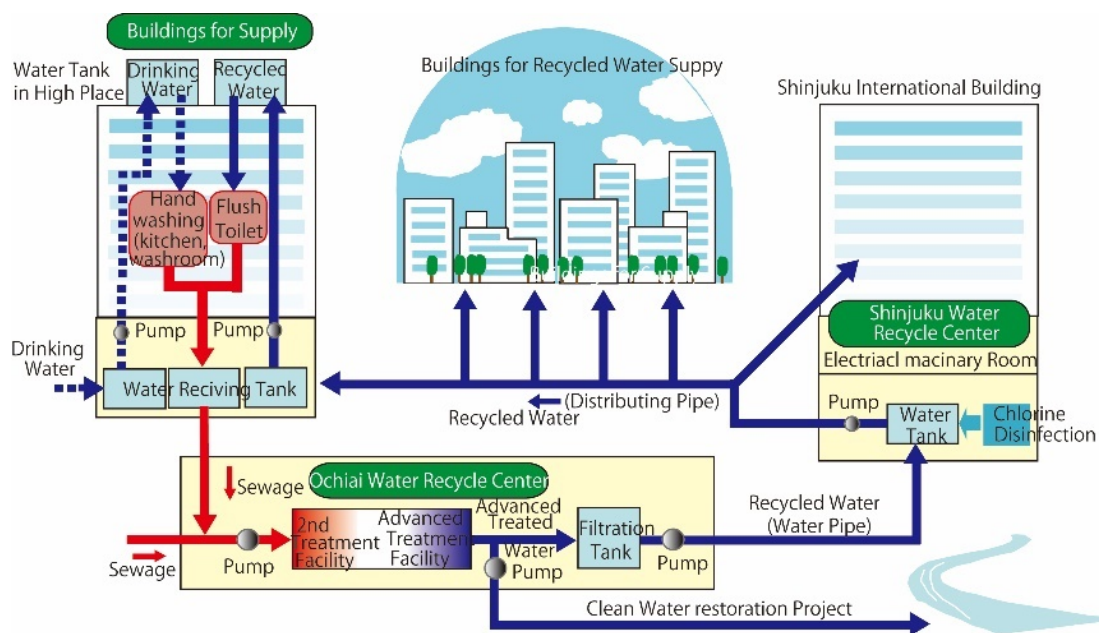 Buildings for Supply
Water Tank
in High Place
Drinking
Water
Recycled
Water
Hand
washing
(kitchen,
washroom)
Flush
Toilet
Pump
Pump
Drinking
Water
Water Reciving Tank
Buildings for Recycled Water Suppy
Buildings for Supply
Shinjuku International Building
Shinjuku Water
Recycle Center
Electriacl macinary Room
Pump
Water
Tank
Chlorine
Disinfection
(Distributing Pipe)
Recycled Water
Ochiai Water Recycle Center
Sewage
Sewage
Pump
2nd
Treatment
Facility
Advanced
Treatment
Facility
Advanced
Treated
Water
Pump
Filtration
Tank
Pump
Recycled Water
(Water Pipe)
Clean Water restoration Project